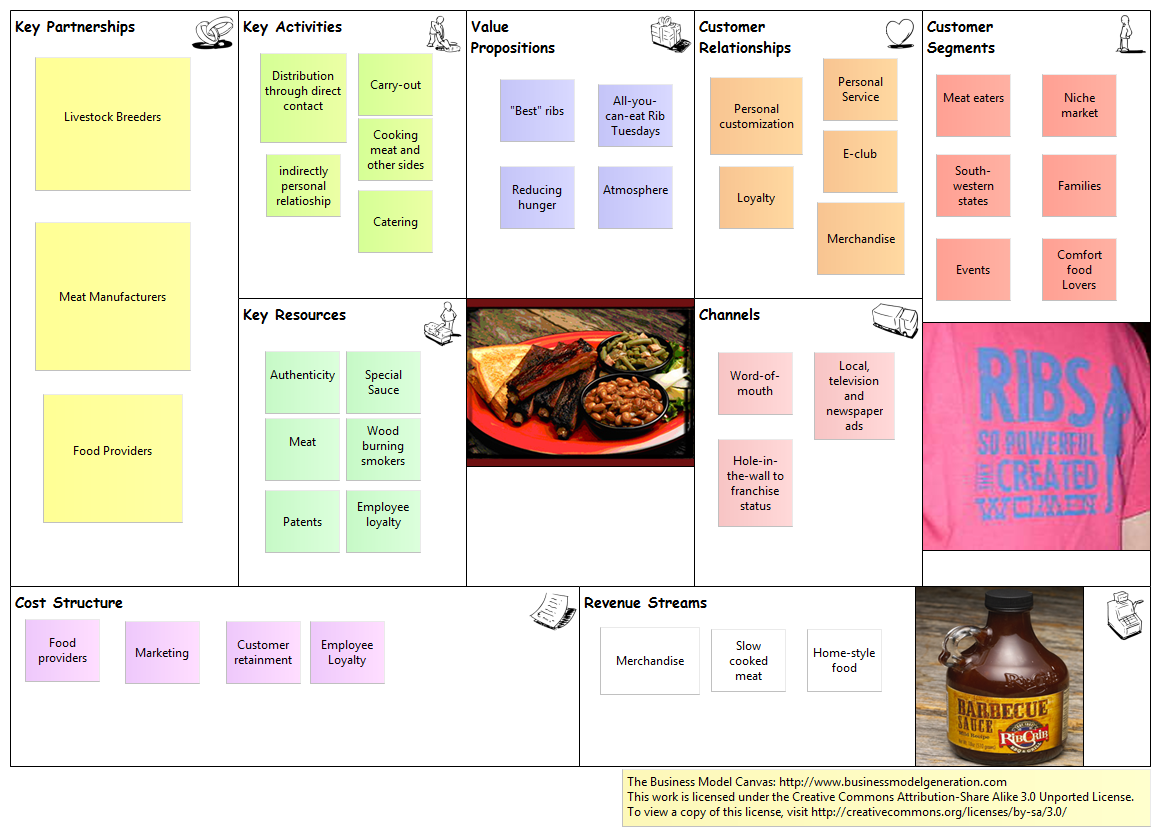 Key Partnerships
Livestock Breeders
Meat Manufacturers
Food Providers
Key Activities
Distribution
through direct
contact
Carry-out
Cooking
meat and
other sides
indrectly
personal
relatioship
Catering
Value
Propositions
"Best" ribs
All-you-
can-eat Rib
Tuesdays
Reducing
hunger
Atmosphere
Customer
Relationships
Personal
customization
Personal
Service
E-club
Loyalty
Merchandise
Customer
Segments
Meat eaters
Niche
market
South-
western
states
Families
Events
Comfort
food
Lovers
Key Resources
Authenticity
Special
Sauce
Meat
Wood
burning
smokers
Patents
Employee
loyalty
Channels
Word-of-
mouth
Local,
television
and
newspaper
ads
Hole-in-
the-wall to
franchise
status
RIBS
SO POWERFUL
THEY CREATED
WOMEN
Cost Structure
Food
providers
Marketing
Customer
retainment
Employee
Loyalty
Revenue Streams
Merchandise
Slow
cooked
meat
Home-style
food
BARBECUE
SAUCE
RibCrib
The Business Model Canvas: http://www.businessmodelgeneration.com
This work is licensed under the Creative Commons Attribution-Share Alike 3.0 Unported License.
To view a copy of this license, visit http://creativecommons.org/licenses/by-sa/3.0/